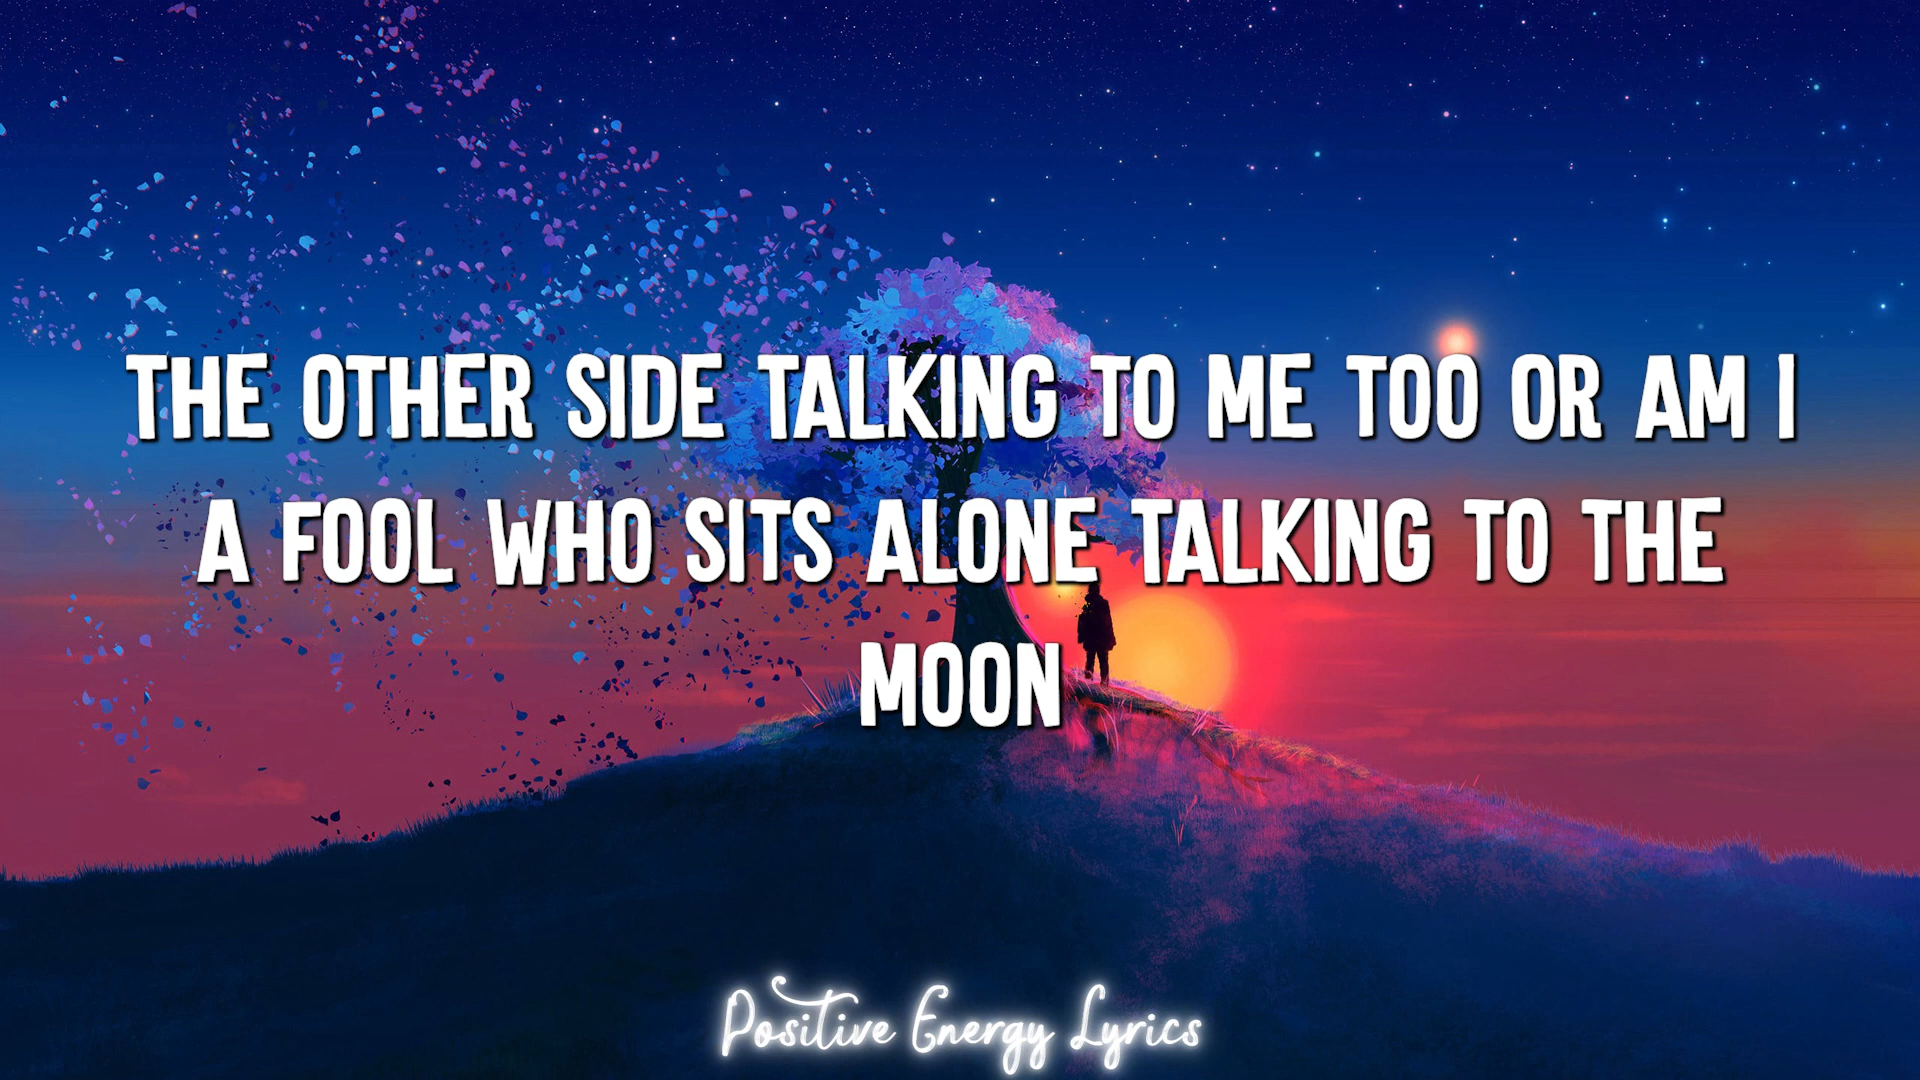 THE OTHER SIDE TALKING TO ME TOO OR AM I
A FOOL WHO SITS ALONE TALKING TO THE
MOON
Positive Energy Lyrics